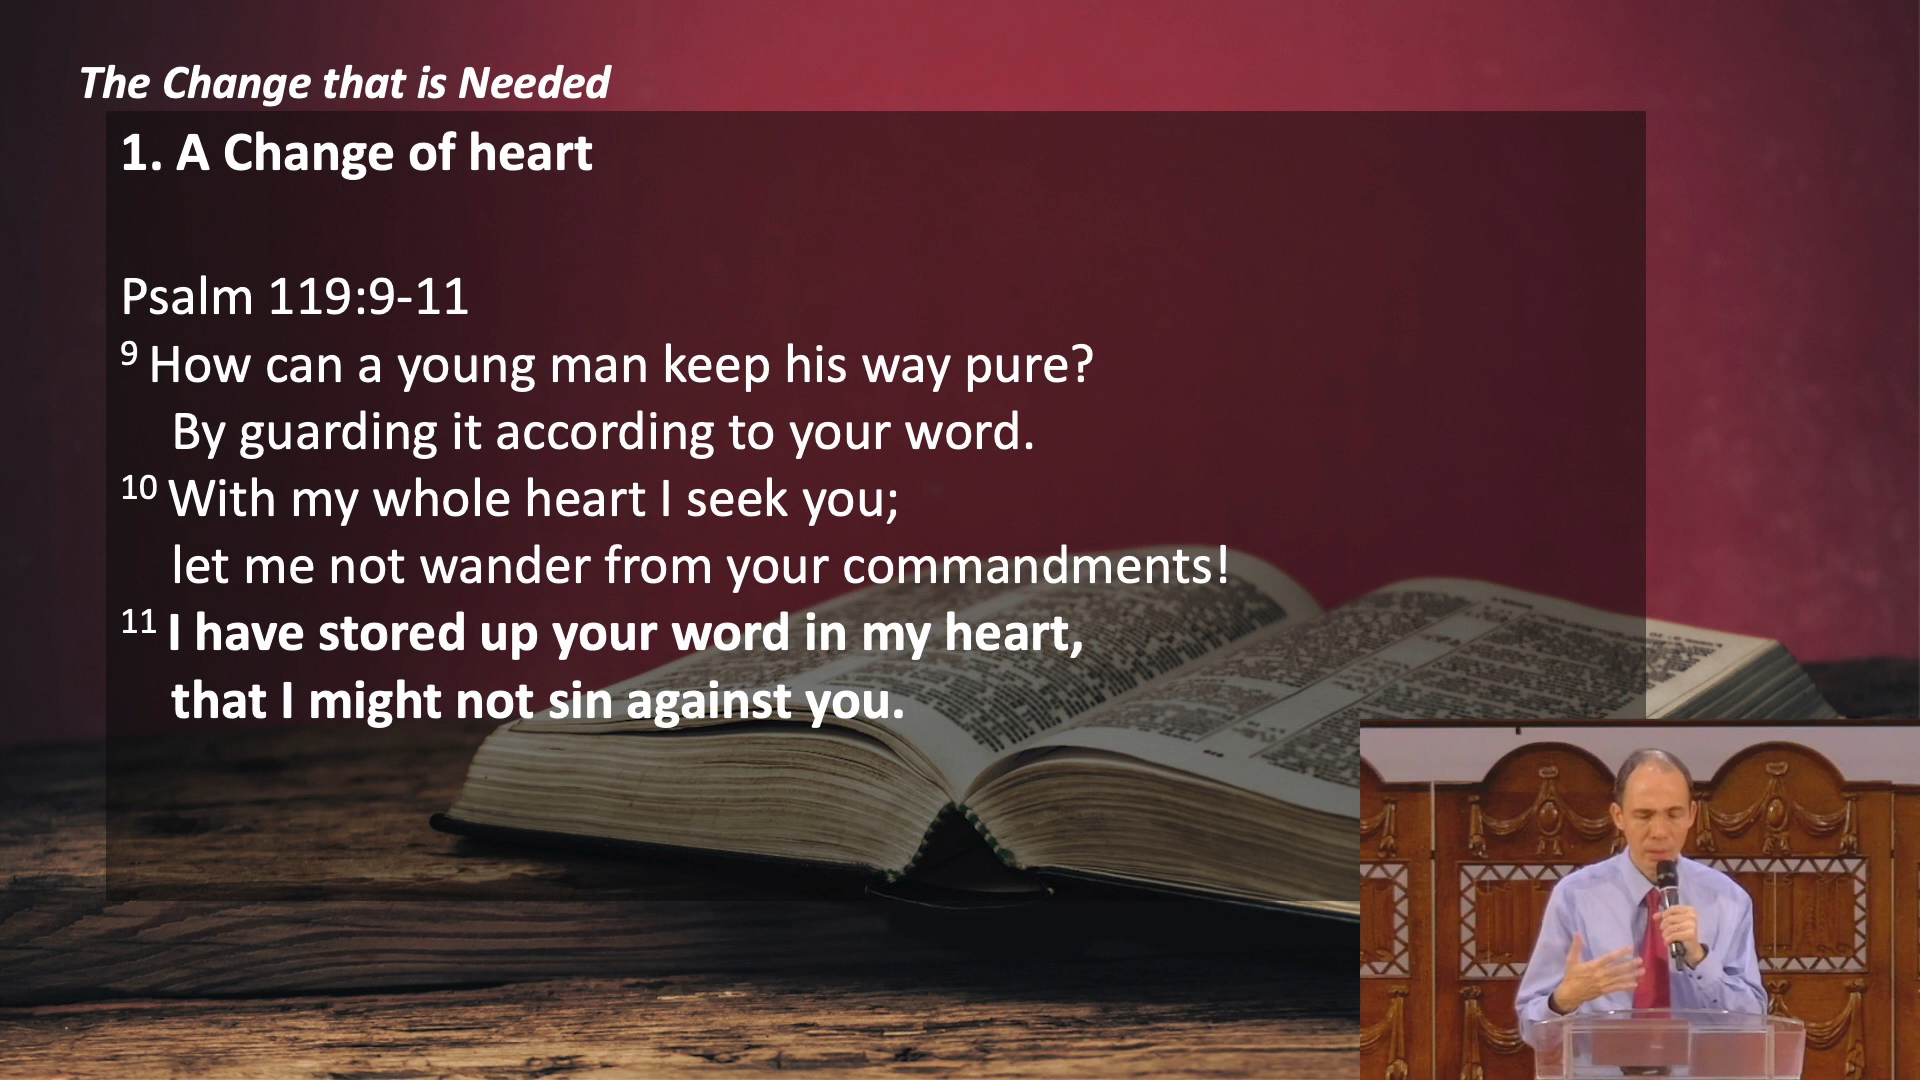 The Change that is Needed
1. A Change of heart
Psalm 119:9-11
9 How can a young man keep his way pure?
By guarding it according to your word.
10 With my whole heart I seek you;
let me not wander from your commandments!
11 I have stored up your word in my heart,
that I might not sin against you.